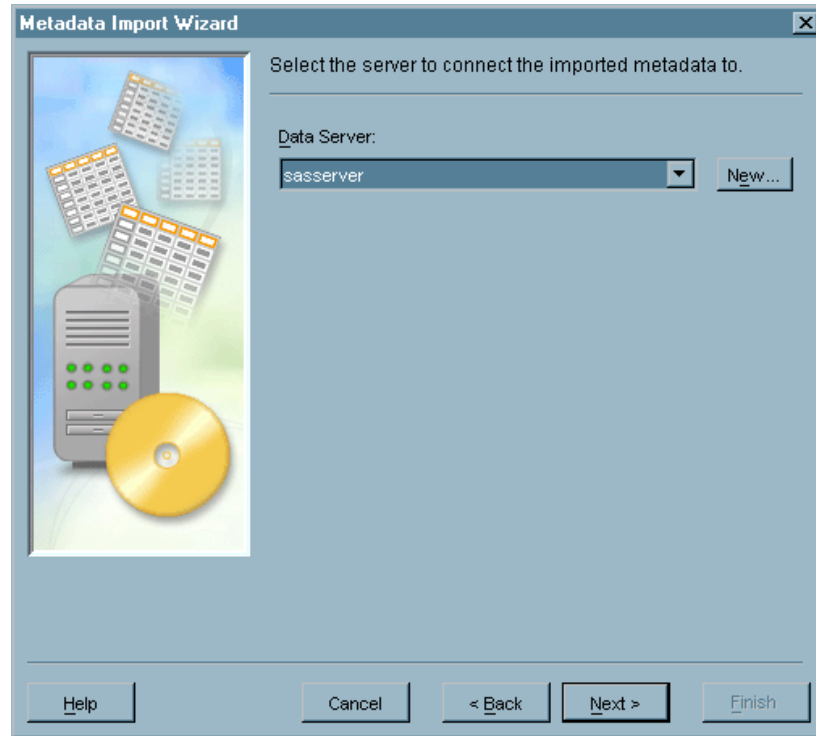 Metadata Import Wizard
Select the server to connect the imported metadata to.
Data Server:
sasserver
New...
Help
Cancel
< Back
Next >
Finish